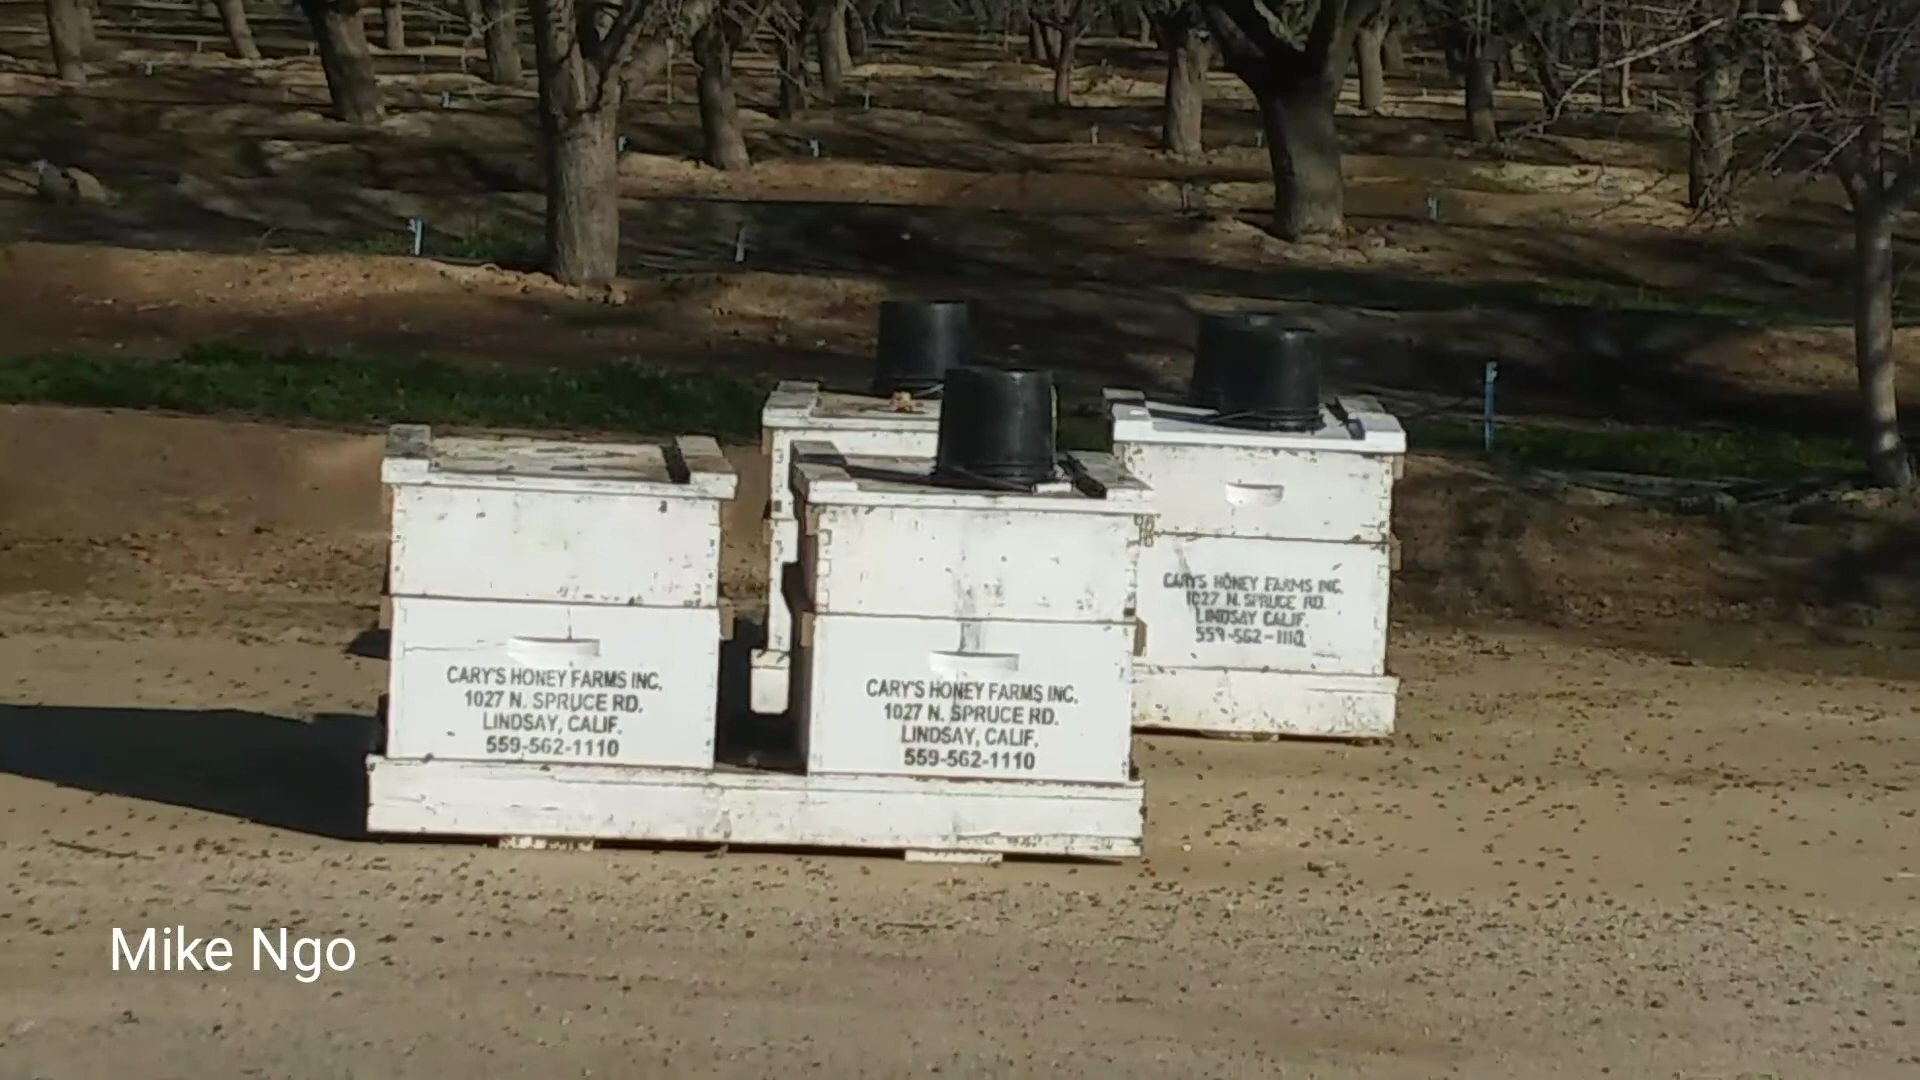 CARY'S HONEY FARMS INC.
1027 N. SPRUCE RD.
LINDSAY CALIF.
559-562-1110
CARY'S HONEY FARMS INC.
1027 N. SPRUCE RD.
LINDSAY, CALIF.
559-562-1110
CARY'S HONEY FARMS INC.
1027 N. SPRUCE RD.
LINDSAY, CALIF.
559-562-1110
Mike Ngo